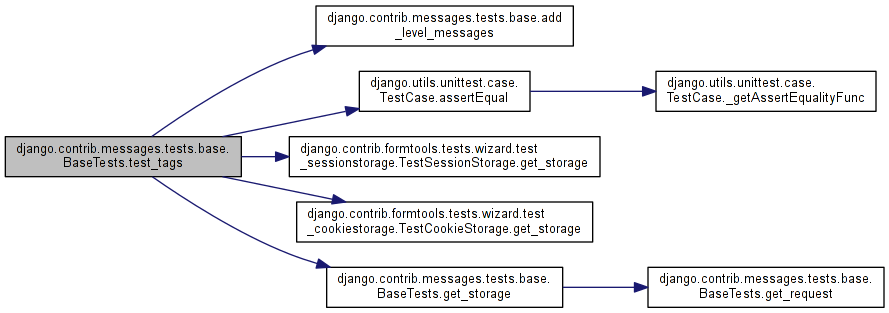 django.contrib.messages.tests.base.add
_level_messages
django.utils.unittest.case.
TestCase.assertEqual
django.utils.unittest.case.
TestCase._getAssertEqualityFunc
django.contrib.messages.tests.base.
BaseTests.test_tags
django.contrib.formtools.tests.wizard.test
_sessionstorage.TestSessionStorage.get_storage
django.contrib.formtools.tests.wizard.test
_cookiestorage.TestCookieStorage.get_storage
django.contrib.messages.tests.base.
BaseTests.get_storage
django.contrib.messages.tests.base.
BaseTests.get_request